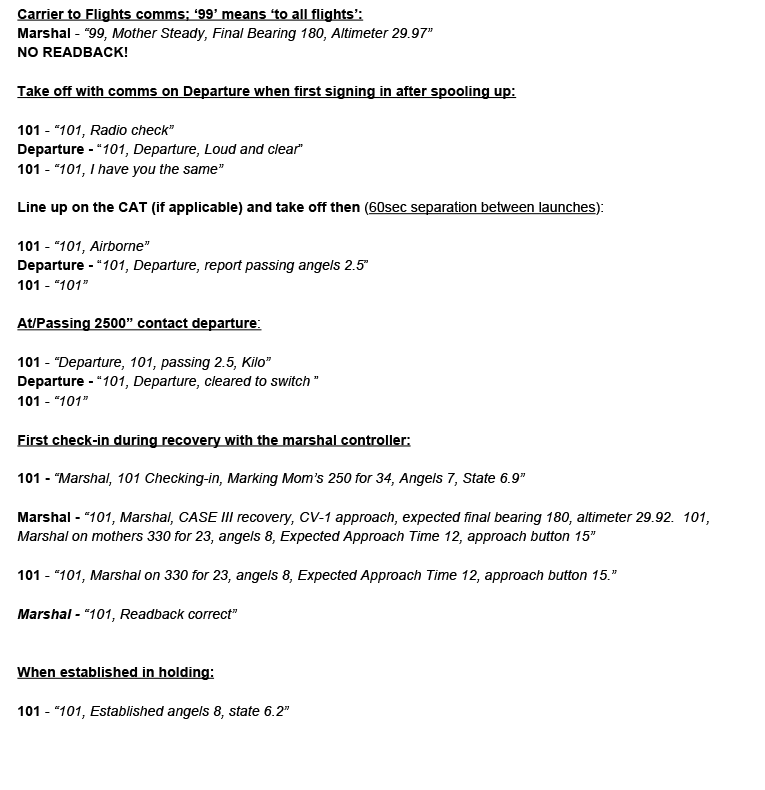 Carrier to Flights comms; ‘99’ means ‘to all flights’:
Marshal - “99, Mother Steady, Final Bearing 180, Altimeter 29.97”
NO READBACK!
Take off with comms on Departure when first signing in after spooling up:
101 - “101, Radio check”
Departure - “101, Departure, Loud and clear”
101 - “101, I have you the same”
Line up on the CAT (if applicable) and take off then (60sec separation between launches):
101 - “101, Airborne”
Departure - “101, Departure, report passing angels 2.5”
101 - “101”
At/Passing 2500” contact departure:
101 - “Departure, 101, passing 2.5, Kilo”
Departure - “101, Departure, cleared to switch ”
101 - “101”
First check-in during recovery with the marshal controller:
101 - “Marshal, 101 Checking-in, Marking Mom’s 250 for 34, Angels 7, State 6.9”
Marshal - “101, Marshal, CASE III recovery, CV-1 approach, expected final bearing 180, altimeter 29.92.  101,
Marshal on mothers 330 for 23, angels 8, Expected Approach Time 12, approach button 15”
101 - “101, Marshal on 330 for 23, angels 8, Expected Approach Time 12, approach button 15.”
Marshal - “101, Readback correct”
When established in holding:
101 - “101, Established angels 8, state 6.2”